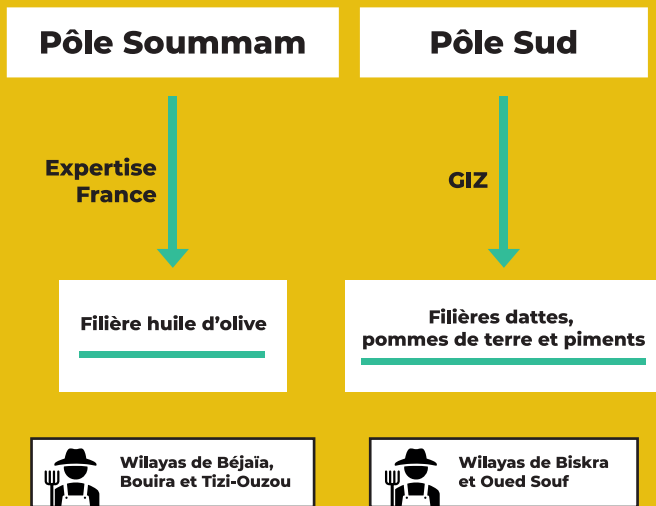 Pôle Soummam
Pôle Sud
Expertise
France
GIZ
Filière huile d’olive
Filières dattes,
pommes de terre et piments
Wilayas de Béjaïa,
Bouira et Tizi-Ouzou
Wilayas de Biskra
et Oued Souf